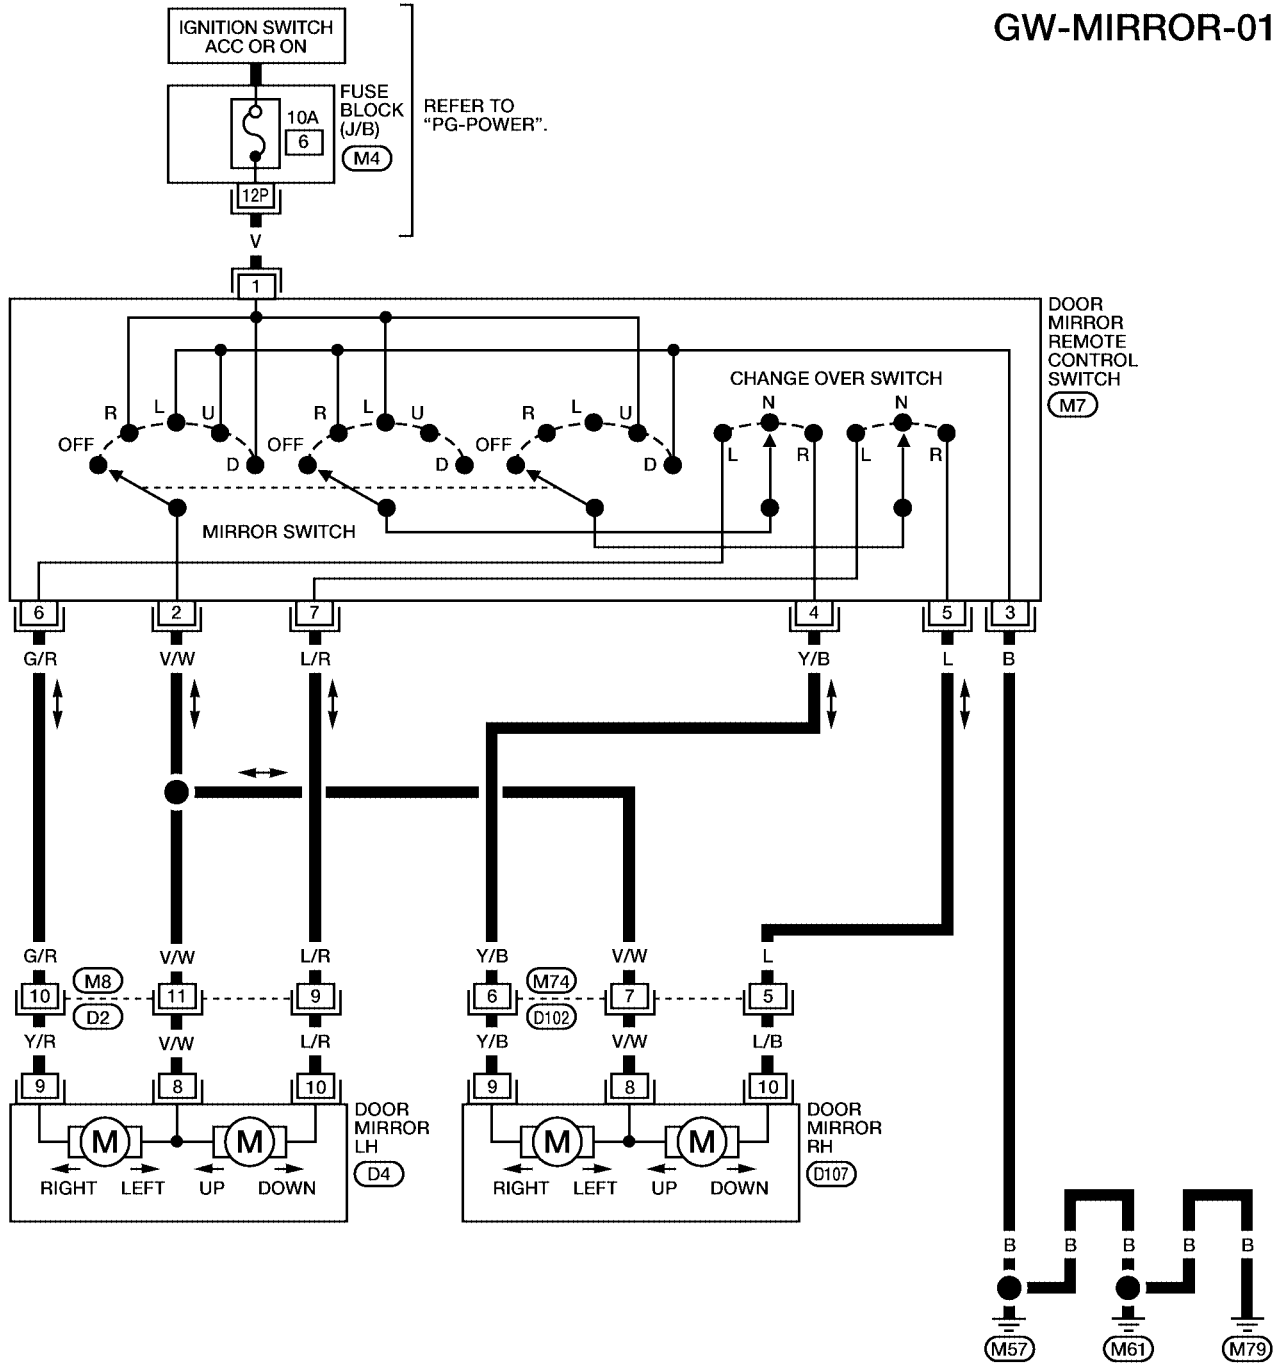 GW-MIRROR-01
IGNITION SWITCH
ACC OR ON
FUSE
BLOCK
(J/B)
M4
10A
6
REFER TO
“PG-POWER”.
12P
V
1
DOOR
MIRROR
REMOTE
CONTROL
SWITCH
M7
CHANGE OVER SWITCH
R L U
OFF D
R L U
OFF D
R L U
OFF D
N
L R
N
L R
MIRROR SWITCH
6 2 7 4 5 3
G/R V/W L/R Y/B L B
G/R V/W L/R Y/B V/W L
M8 M74
10 11 9 6 7 5
D2 D102
Y/R V/W L/R Y/B V/W L/B
9 8 10 9 8 10
DOOR
MIRROR
LH
D4
M M
RIGHT LEFT UP DOWN
DOOR
MIRROR
RH
D107
M M
RIGHT LEFT UP DOWN
B B B B B
M57 M61 M79